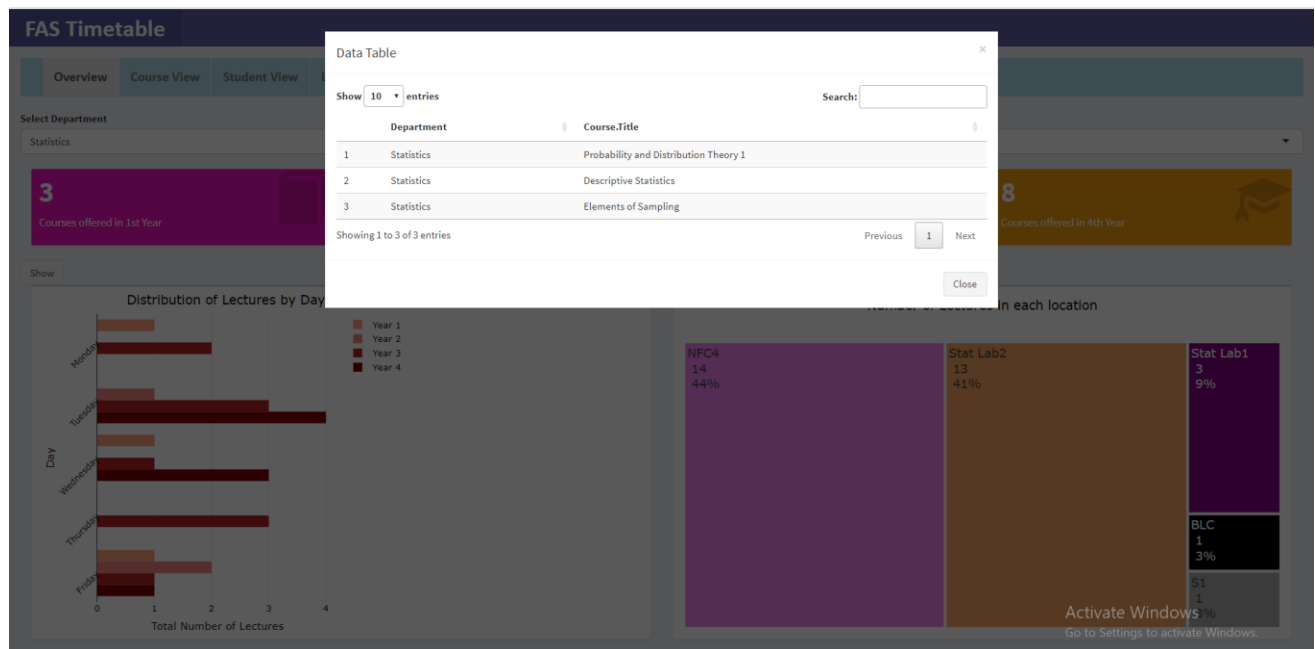 FAS Timetable
Overview Course View Student View
Select Department
Statistics
3
Courses offered in 1st Year
8
Courses offered in 4th Year
Data Table ×
Show 10 entries Search:
Department Course.Title
1 Statistics Probability and Distribution Theory 1
2 Statistics Descriptive Statistics
3 Statistics Elements of Sampling
Showing 1 to 3 of 3 entries Previous 1 Next
Close
Show
Distribution of Lectures by Day
Year 1
Year 2
Year 3
Year 4
Day
Monday
Tuesday
Wednesday
Thursday
Friday
0 1 2 3 4
Total Number of Lectures
Number of Lectures in each location
NFC4
14
44%
Stat Lab2
13
41%
Stat Lab1
3
9%
BLC
1
3%
S1
1
Activate Windows
Go to Settings to activate Windows.